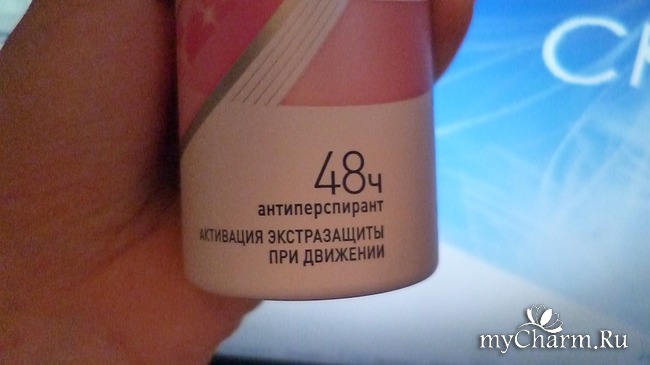 48ч
антиперспирант
АКТИВАЦИЯ ЭКСТРАЗАЩИТЫ
ПРИ ДВИЖЕНИИ
myCharm.Ru